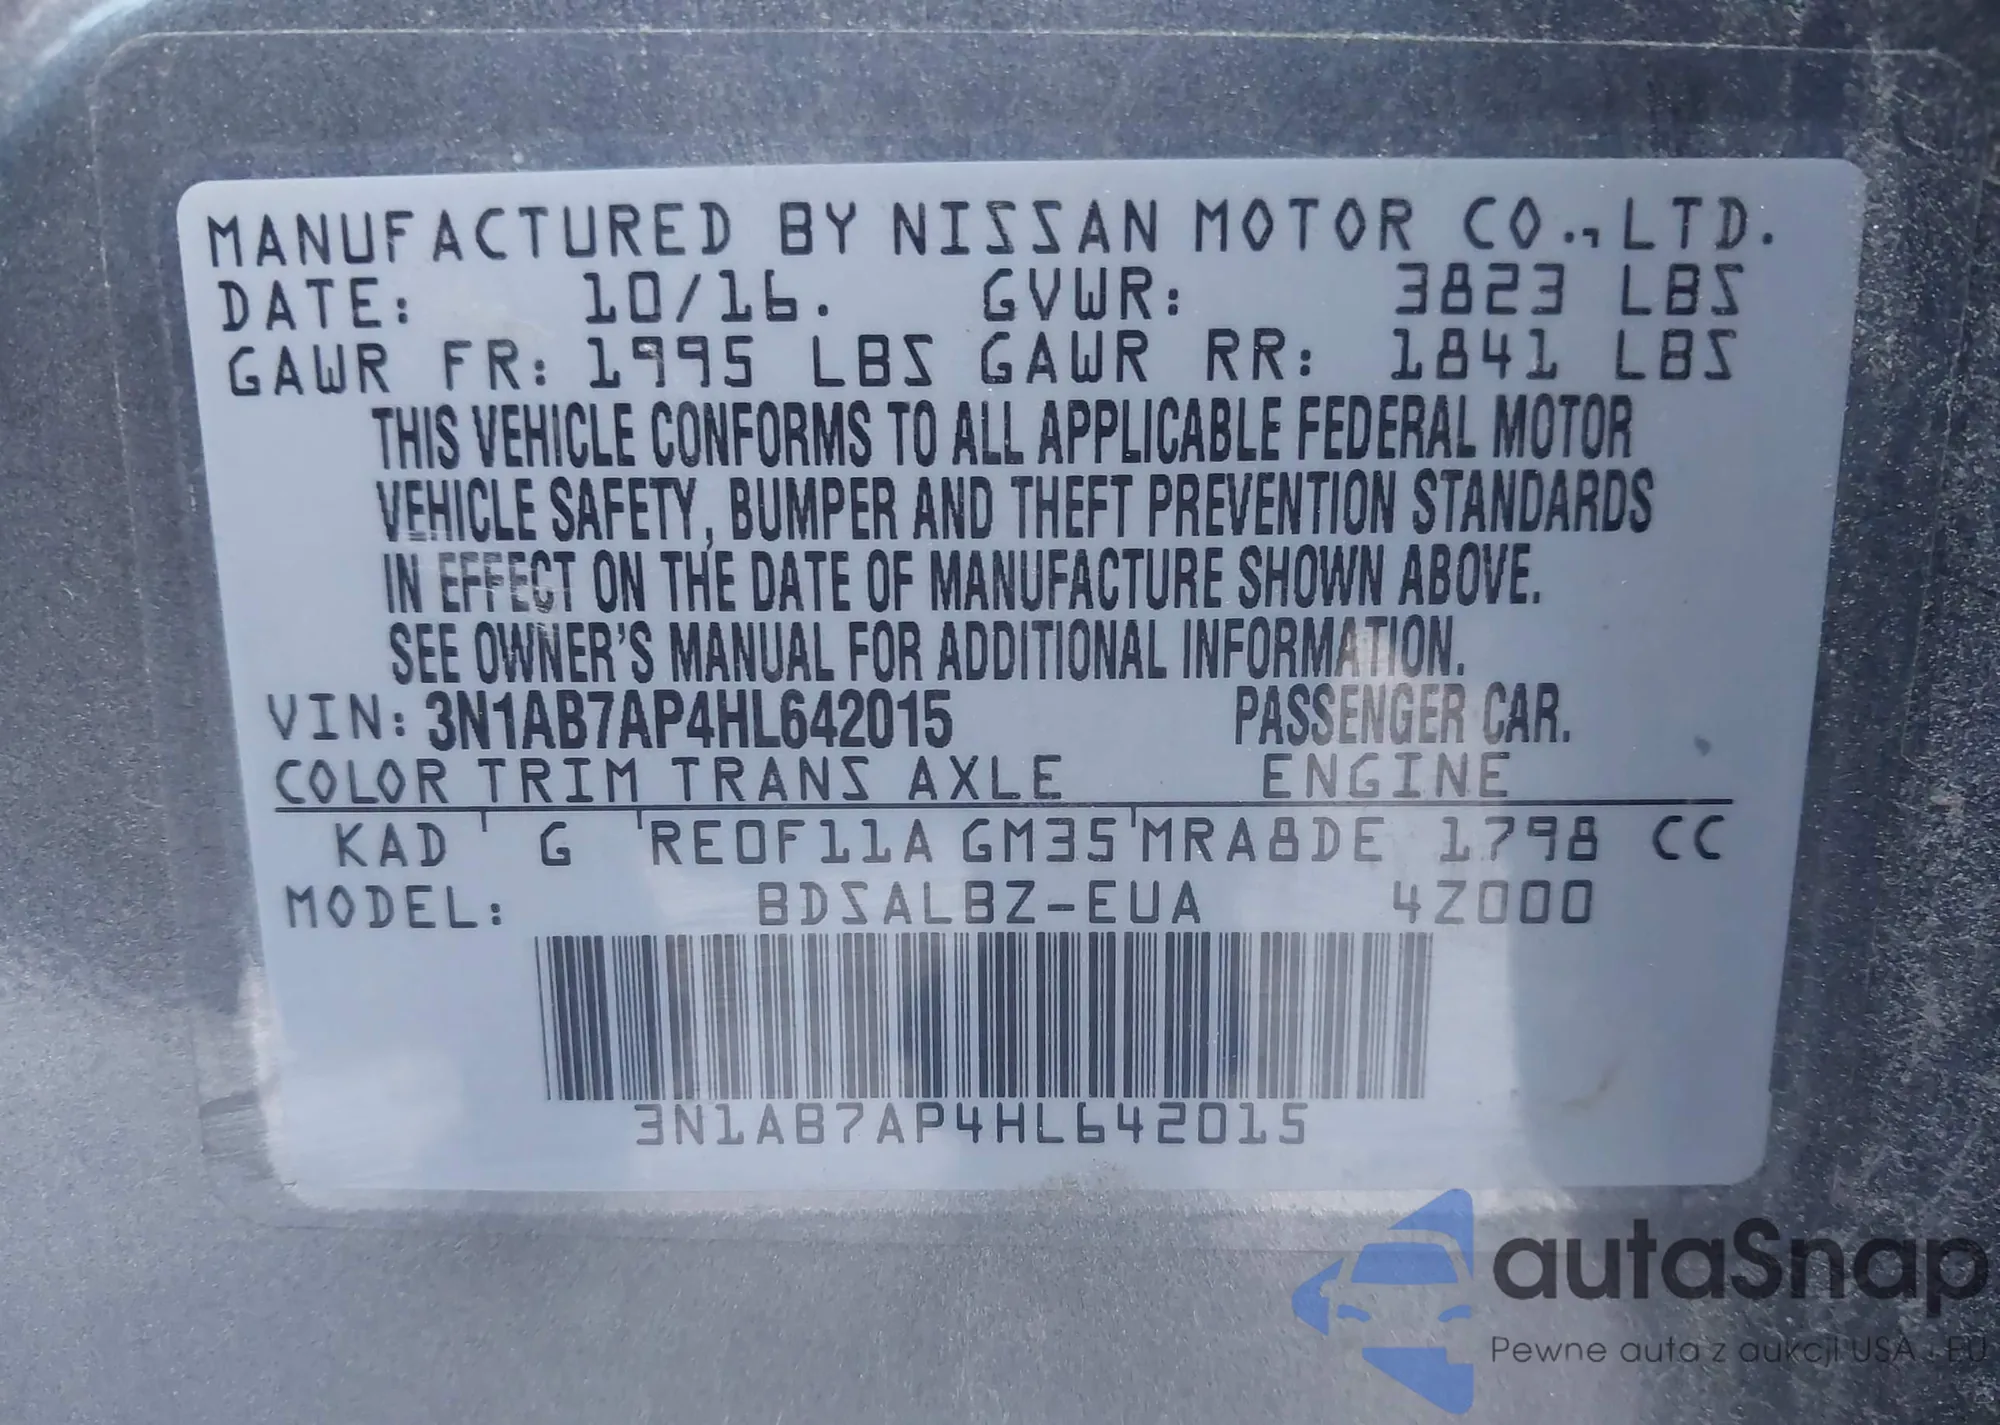 MANUFACTURED BY NISSAN MOTOR CO., LTD.
DATE: 10/16. GVWR: 3823 LBS
GAWR FR: 1995 LBS GAWR RR: 1841 LBS
THIS VEHICLE CONFORMS TO ALL APPLICABLE FEDERAL MOTOR
VEHICLE SAFETY, BUMPER AND THEFT PREVENTION STANDARDS
IN EFFECT ON THE DATE OF MANUFACTURE SHOWN ABOVE.
SEE OWNER'S MANUAL FOR ADDITIONAL INFORMATION.
VIN: 3N1AB7AP4HL642015 PASSENGER CAR.
COLOR TRIM TRANS AXLE ENGINE
KAD G RE0F11A GM35 MRA8DE 1798 CC
MODEL: BDSALBZ-EUA 4Z000
3N1AB7AP4HL642015
autaSnap
Pewne auta z aukcji USA i EU